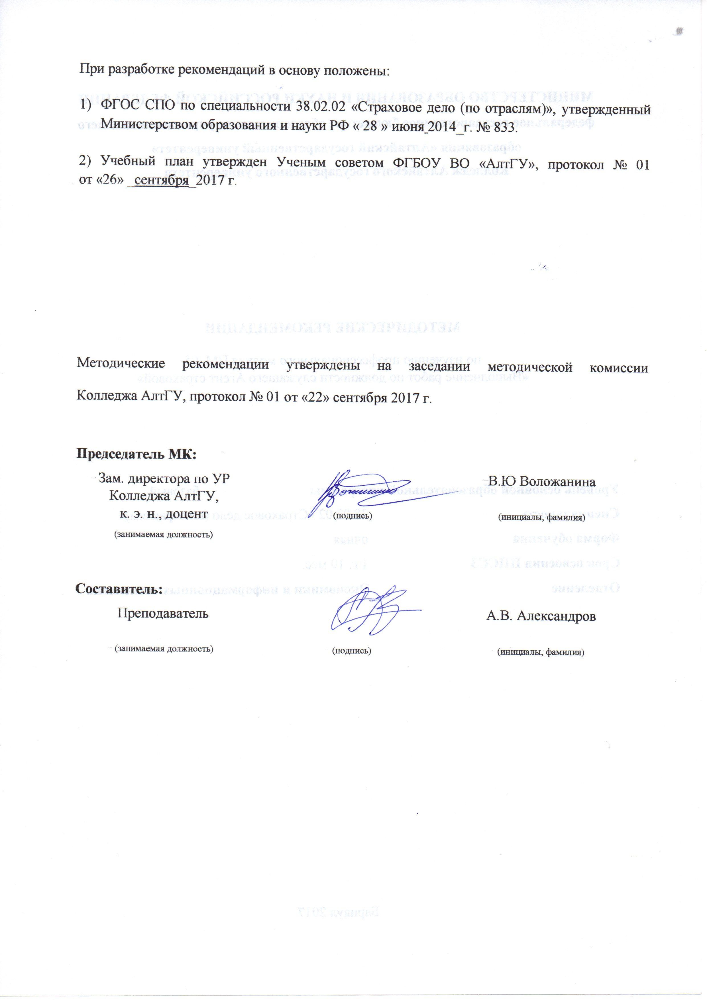 При разработке рекомендаций в основу положены:
1) ФГОС СПО по специальности 38.02.02 «Страховое дело (по отраслям)», утвержденный
Министерством образования и науки РФ « 28 » июня_2014_г. № 833.
2) Учебный план утвержден Ученым советом ФГБОУ ВО «АлтГУ», протокол № 01
от «26» _сентября_2017 г.
Методические рекомендации утверждены на заседании методической комиссии
Колледжа АлтГУ, протокол № 01 от «22» сентября 2017 г.
Председатель МК:
Зам. директора по УР
Колледжа АлтГУ,
к. э. н., доцент
(занимаемая должность)
(подпись)
В.Ю Воложанина
(инициалы, фамилия)
Составитель:
Преподаватель
А.В. Александров
(занимаемая должность)
(подпись)
(инициалы, фамилия)